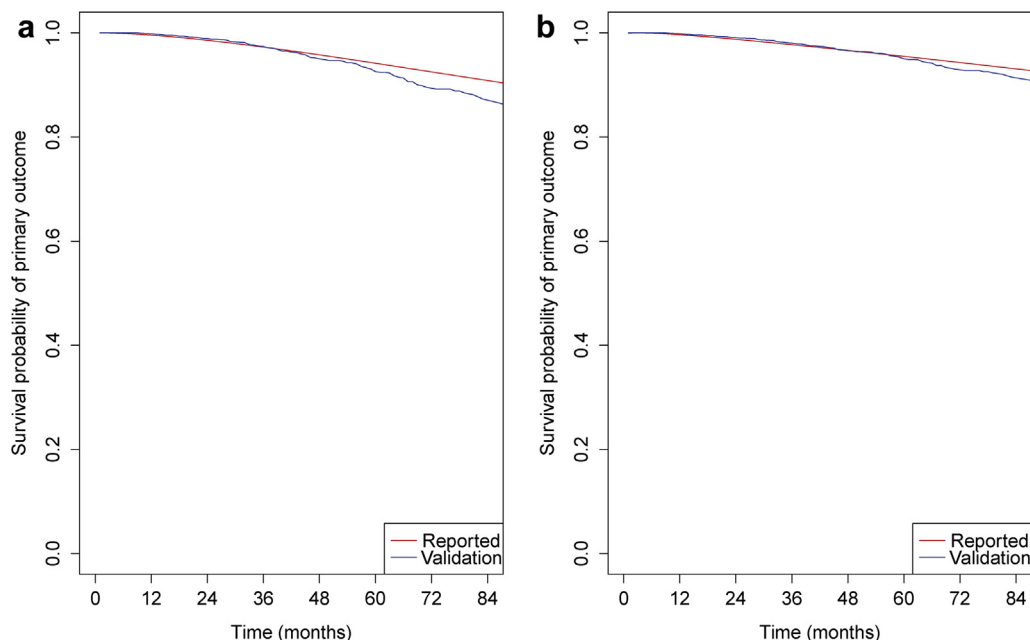 a
Survival probability of primary outcome
1.0
0.8
0.6
0.4
0.2
0.0
Reported
Validation
0 12 24 36 48 60 72 84
Time (months)
b
Survival probability of primary outcome
1.0
0.8
0.6
0.4
0.2
0.0
Reported
Validation
0 12 24 36 48 60 72 84
Time (months)